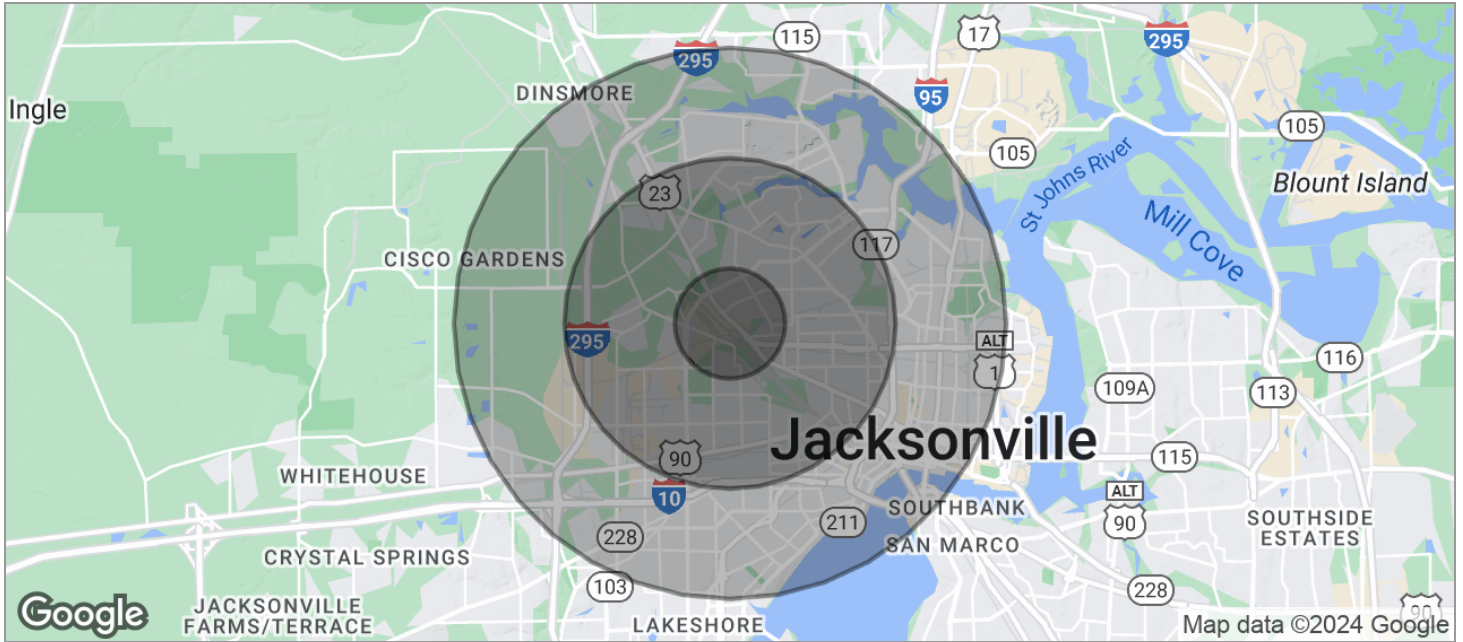 115
17
295
295
DINSMORE
95
Ingle
105
105
St Johns River
Blount Island
23
Mill Cove
117
CISCO GARDENS
295
ALT
1
116
109A
113
Jacksonville
90
115
WHITEHOUSE
10
ALT
90
211
SOUTHBANK
SOUTHSIDE
ESTATES
228
SAN MARCO
CRYSTAL SPRINGS
103
228
Google
JACKSONVILLE
FARMS/TERRACE
LAKESHORE
90
Map data ©2024 Google